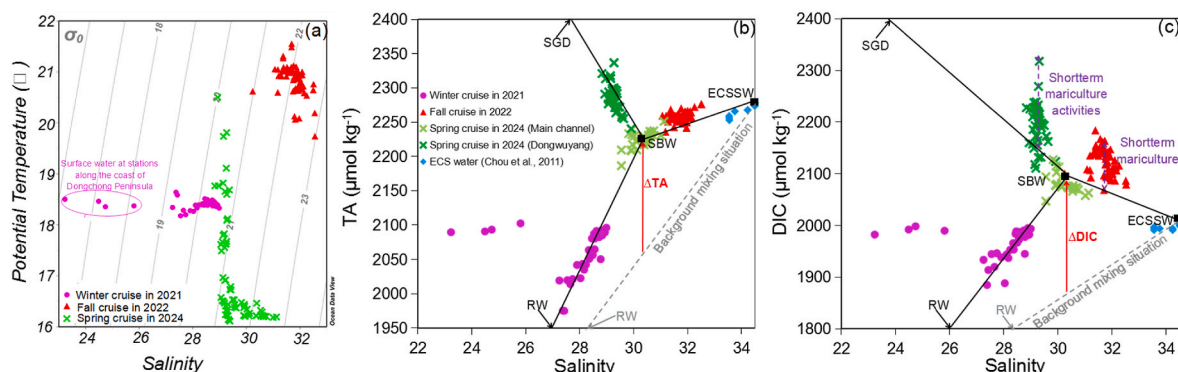 22
21
20
19
18
17
16
Potential Temperature (□)
σ0
18
(a)
22
Surface water at stations
along the coast of
Dongchong Peninsula
19
21
Winter cruise in 2021
Fall cruise in 2022
Spring cruise in 2024
Ocean Data View
24 26 28 30 32
Salinity
2400
2350
2300
2250
2200
2150
2100
2050
2000
1950
TA (µmol kg⁻¹)
(b)
SGD
Winter cruise in 2021
Fall cruise in 2022
Spring cruise in 2024 (Main channel)
Spring cruise in 2024 (Dongwuyang)
ECS water (Chou et al., 2011)
ECSSW
SBW
ΔTA
Background mixing situation
RW
RW
22 24 26 28 30 32 34
Salinity
2400
2300
2200
2100
2000
1900
1800
DIC (µmol kg⁻¹)
(c)
SGD
Shortterm
mariculture
activities
Shortterm
mariculture
SBW
ECSSW
ΔDIC
Background mixing situation
RW
RW
22 24 26 28 30 32 34
Salinity